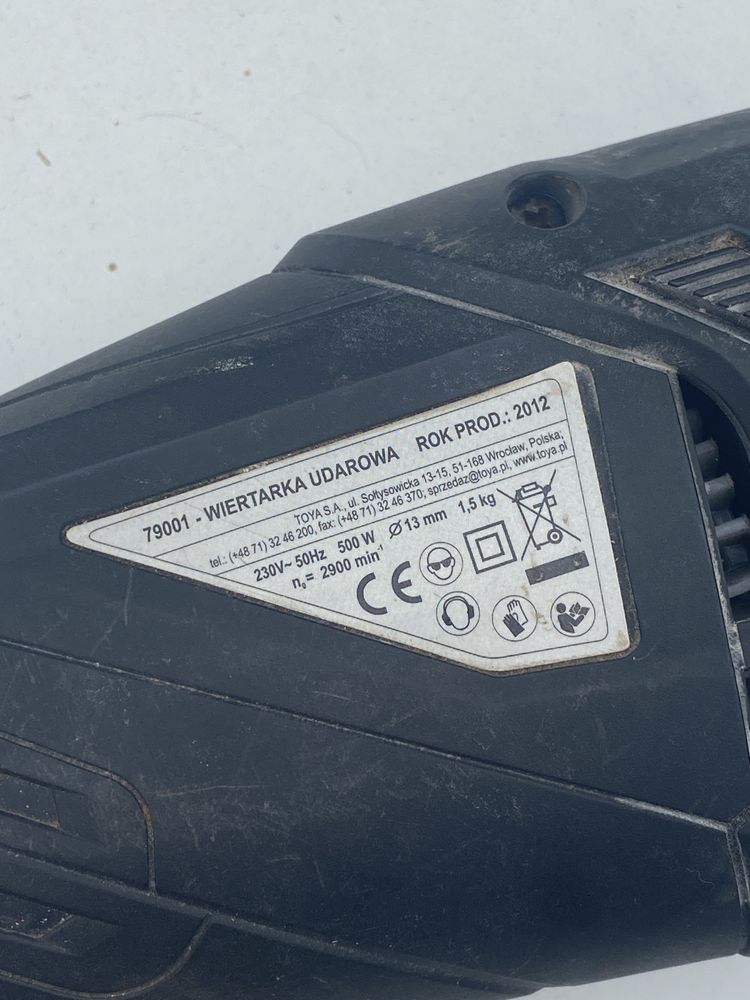 79001 - WIERTARKA UDAROWA ROK PROD.: 2012
TOYA S.A., ul. Sołtysowicka 13-15, 51-168 Wrocław, Polska;
tel.: (+48 71) 32 46 200, fax: (+48 71) 32 46 370; sprzedaz@toya.pl, www.toya.pl
230V~ 50Hz 500 W Ø 13 mm 1,5 kg
n₀= 2900 min⁻¹
CE